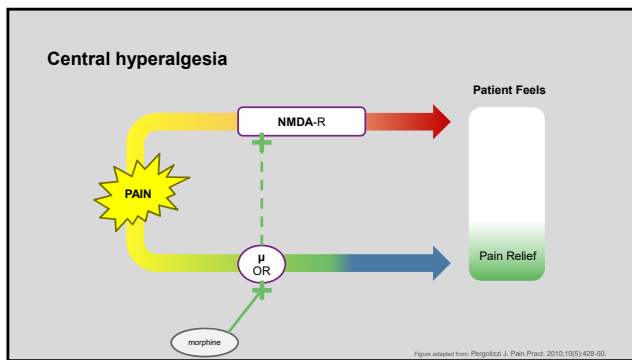 Central hyperalgesia
Patient Feels
NMDA-R
PAIN
µ
OR
Pain Relief
morphine
Figure adapted from: Pergolizzi J. Pain Pract. 2010;10(5):428-50.